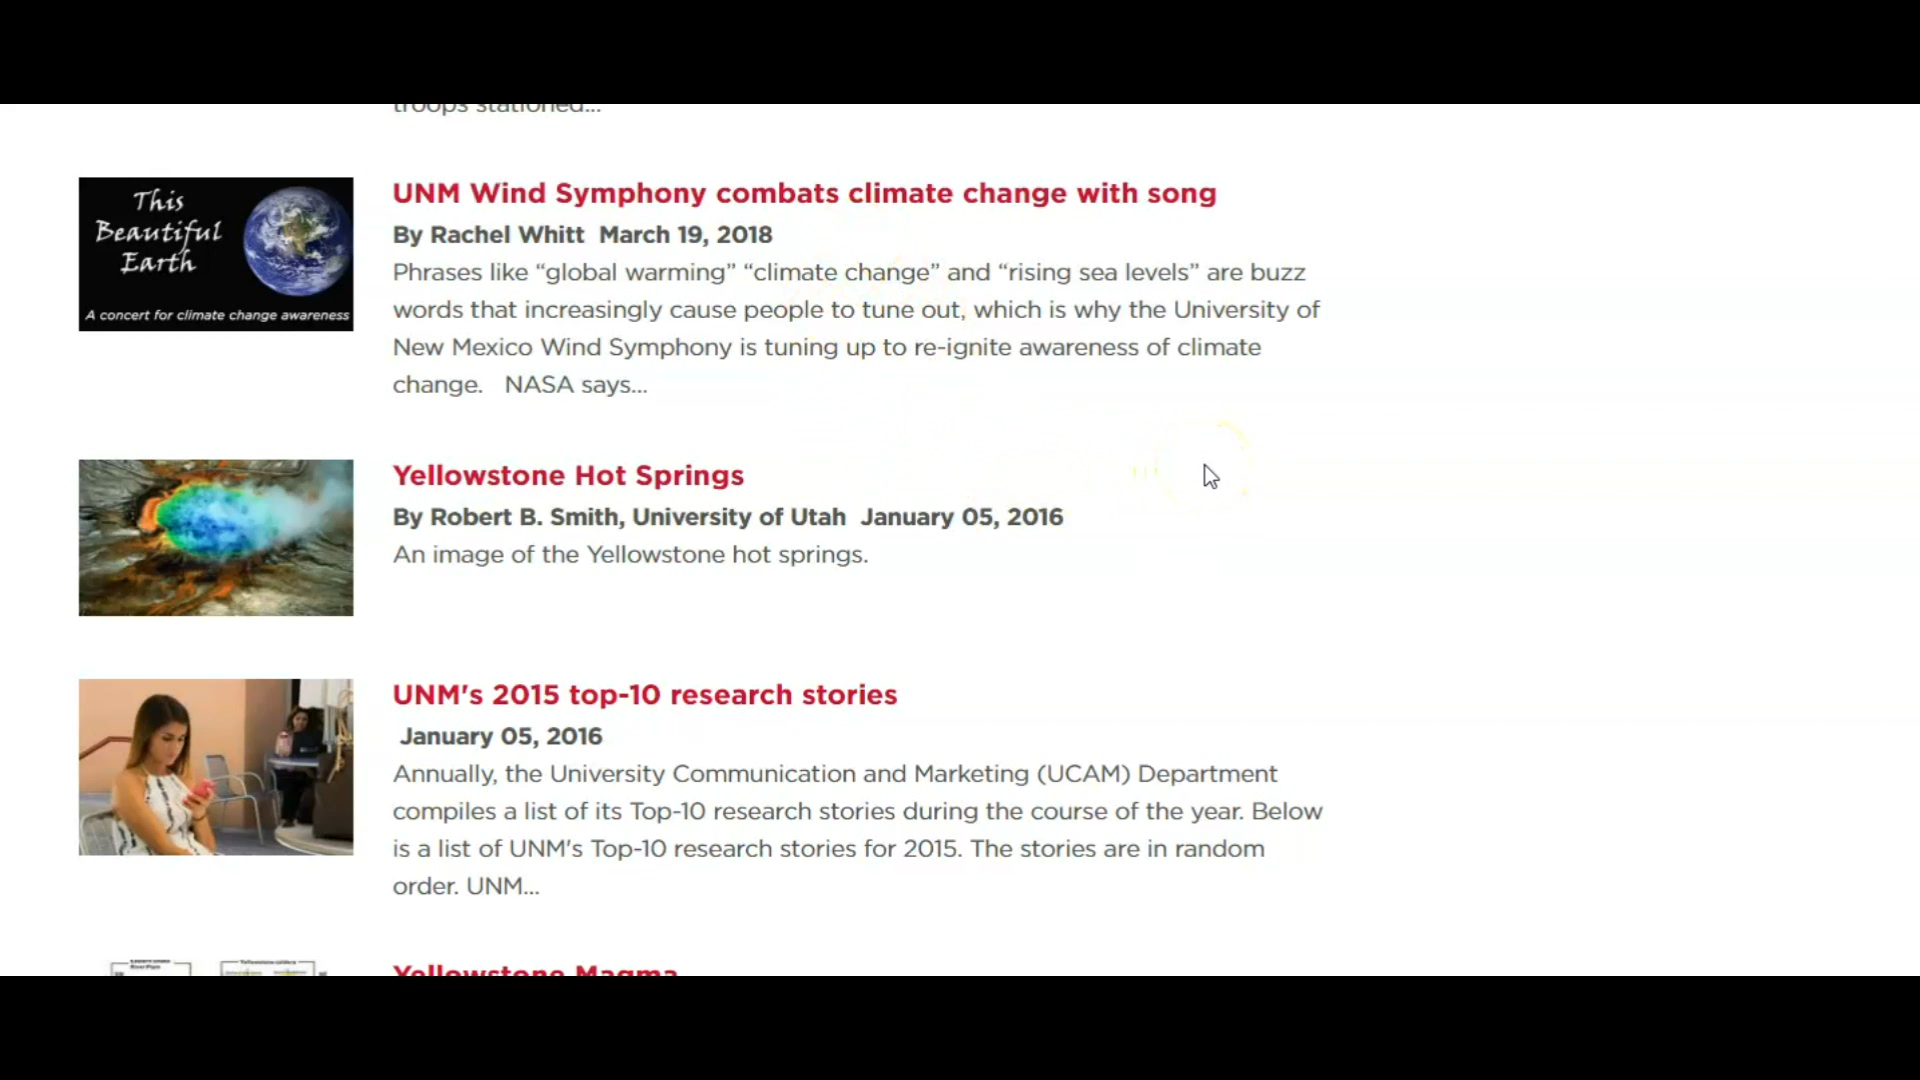 troops stationed...
This
Beautiful
Earth
A concert for climate change awareness
UNM Wind Symphony combats climate change with song
By Rachel Whitt  March 19, 2018
Phrases like “global warming” “climate change” and “rising sea levels” are buzz
words that increasingly cause people to tune out, which is why the University of
New Mexico Wind Symphony is tuning up to re-ignite awareness of climate
change.   NASA says...
Yellowstone Hot Springs
By Robert B. Smith, University of Utah  January 05, 2016
An image of the Yellowstone hot springs.
UNM's 2015 top-10 research stories
January 05, 2016
Annually, the University Communication and Marketing (UCAM) Department
compiles a list of its Top-10 research stories during the course of the year. Below
is a list of UNM's Top-10 research stories for 2015. The stories are in random
order. UNM...
Yellowstone Magma